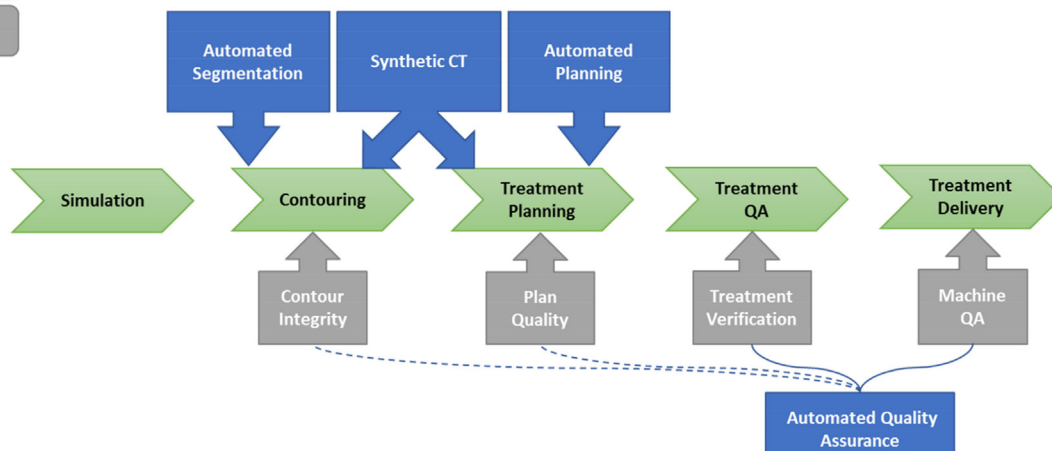 Automated
Segmentation
Synthetic CT
Automated
Planning
Simulation
Contouring
Treatment
Planning
Treatment
QA
Treatment
Delivery
Contour
Integrity
Plan
Quality
Treatment
Verification
Machine
QA
Automated Quality
Assurance